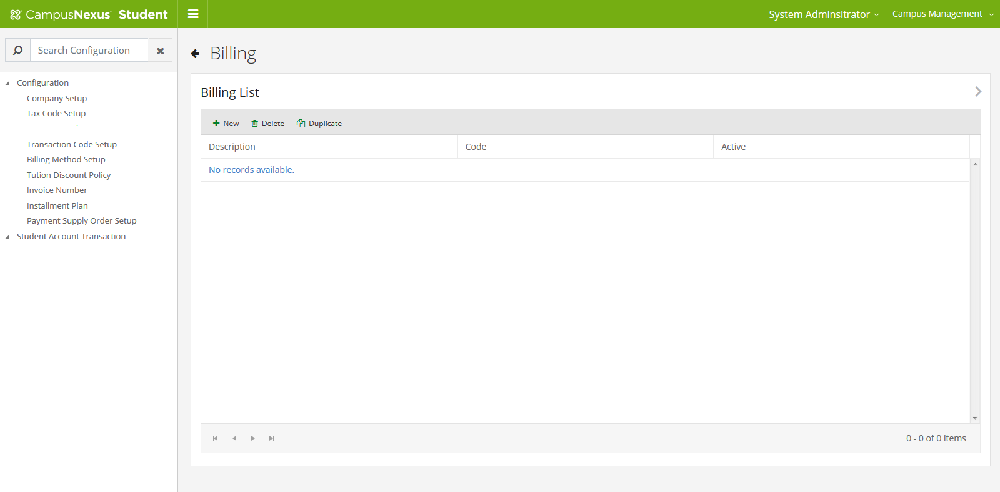 CampusNexus Student
System Adminsitrator
Campus Management
Search Configuration
Configuration
Company Setup
Tax Code Setup
Transaction Code Setup
Billing Method Setup
Tution Discount Policy
Invoice Number
Installment Plan
Payment Supply Order Setup
Student Account Transaction
Billing
Billing List
New Delete Duplicate
Description Code Active
No records available.
0 - 0 of 0 items